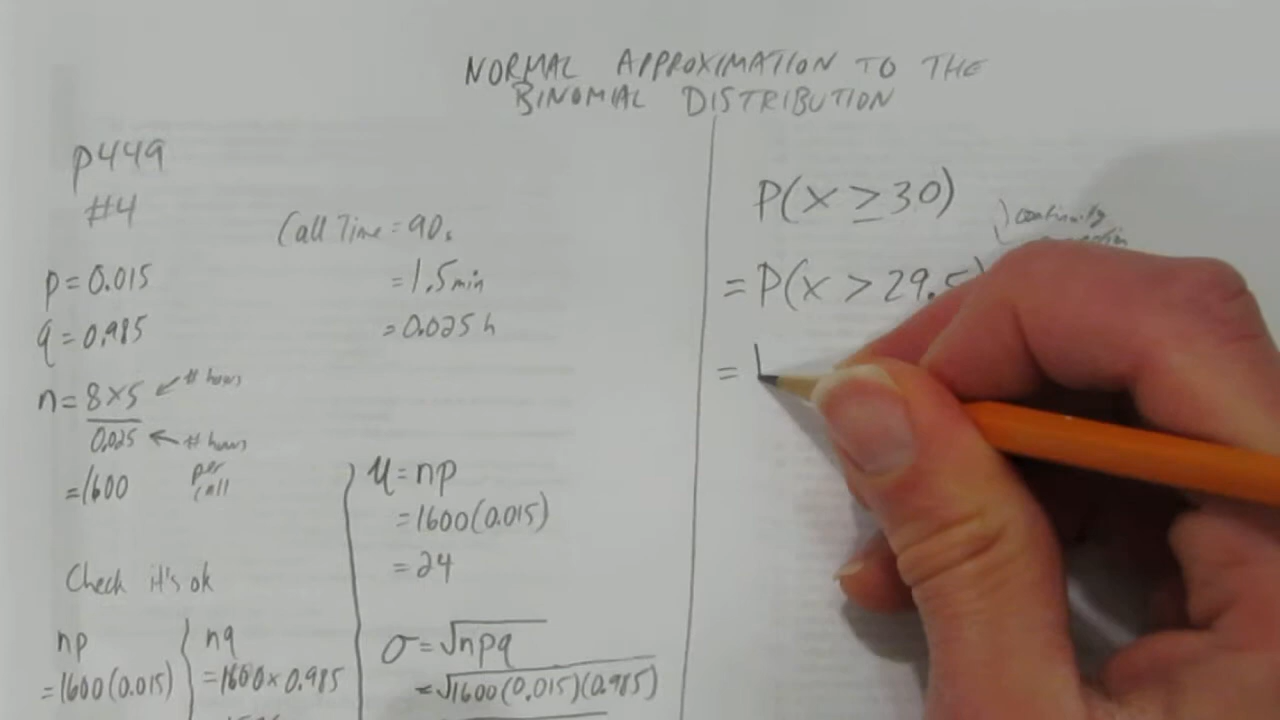 NORMAL APPROXIMATION TO THE
BINOMIAL DISTRIBUTION
p449
#4
Call Time = 90s
= 1.5min
= 0.025 h
p = 0.015
q = 0.985
n = 8×5 ← # hours
0.025 ← # hours
per
call
= 1600
Check it's ok
np
= 1600(0.015)
nq
= 1600 × 0.985
μ = np
= 1600(0.015)
= 24
σ = √npq
= √1600(0.015)(0.985)
P(X ≥ 30)
continuity
= P(X > 29.5)
=